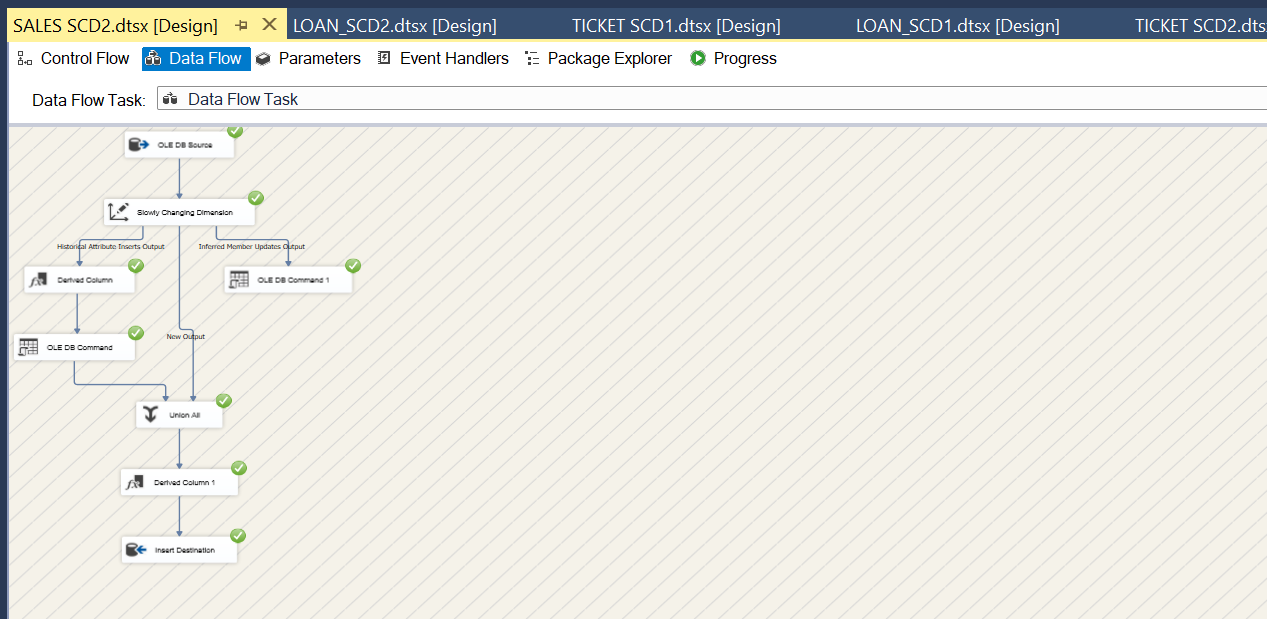 SALES SCD2.dtsx [Design] LOAN_SCD2.dtsx [Design] TICKET SCD1.dtsx [Design] LOAN_SCD1.dtsx [Design] TICKET SCD2.dts
Control Flow Data Flow Parameters Event Handlers Package Explorer Progress
Data Flow Task: Data Flow Task
OLE DB Source
Slowly Changing Dimension
Historical Attribute Inserts Output Inferred Member Updates Output
Derived Column OLE DB Command 1
New Output
OLE DB Command
Union All
Derived Column 1
Insert Destination